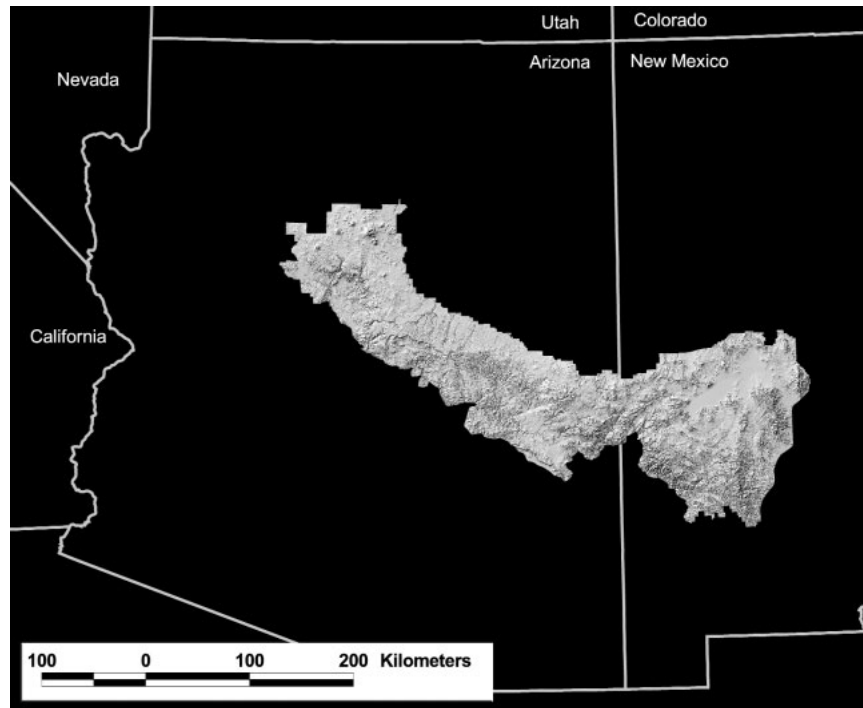 Utah
Colorado
Arizona
New Mexico
Nevada
California
100 0 100 200 Kilometers